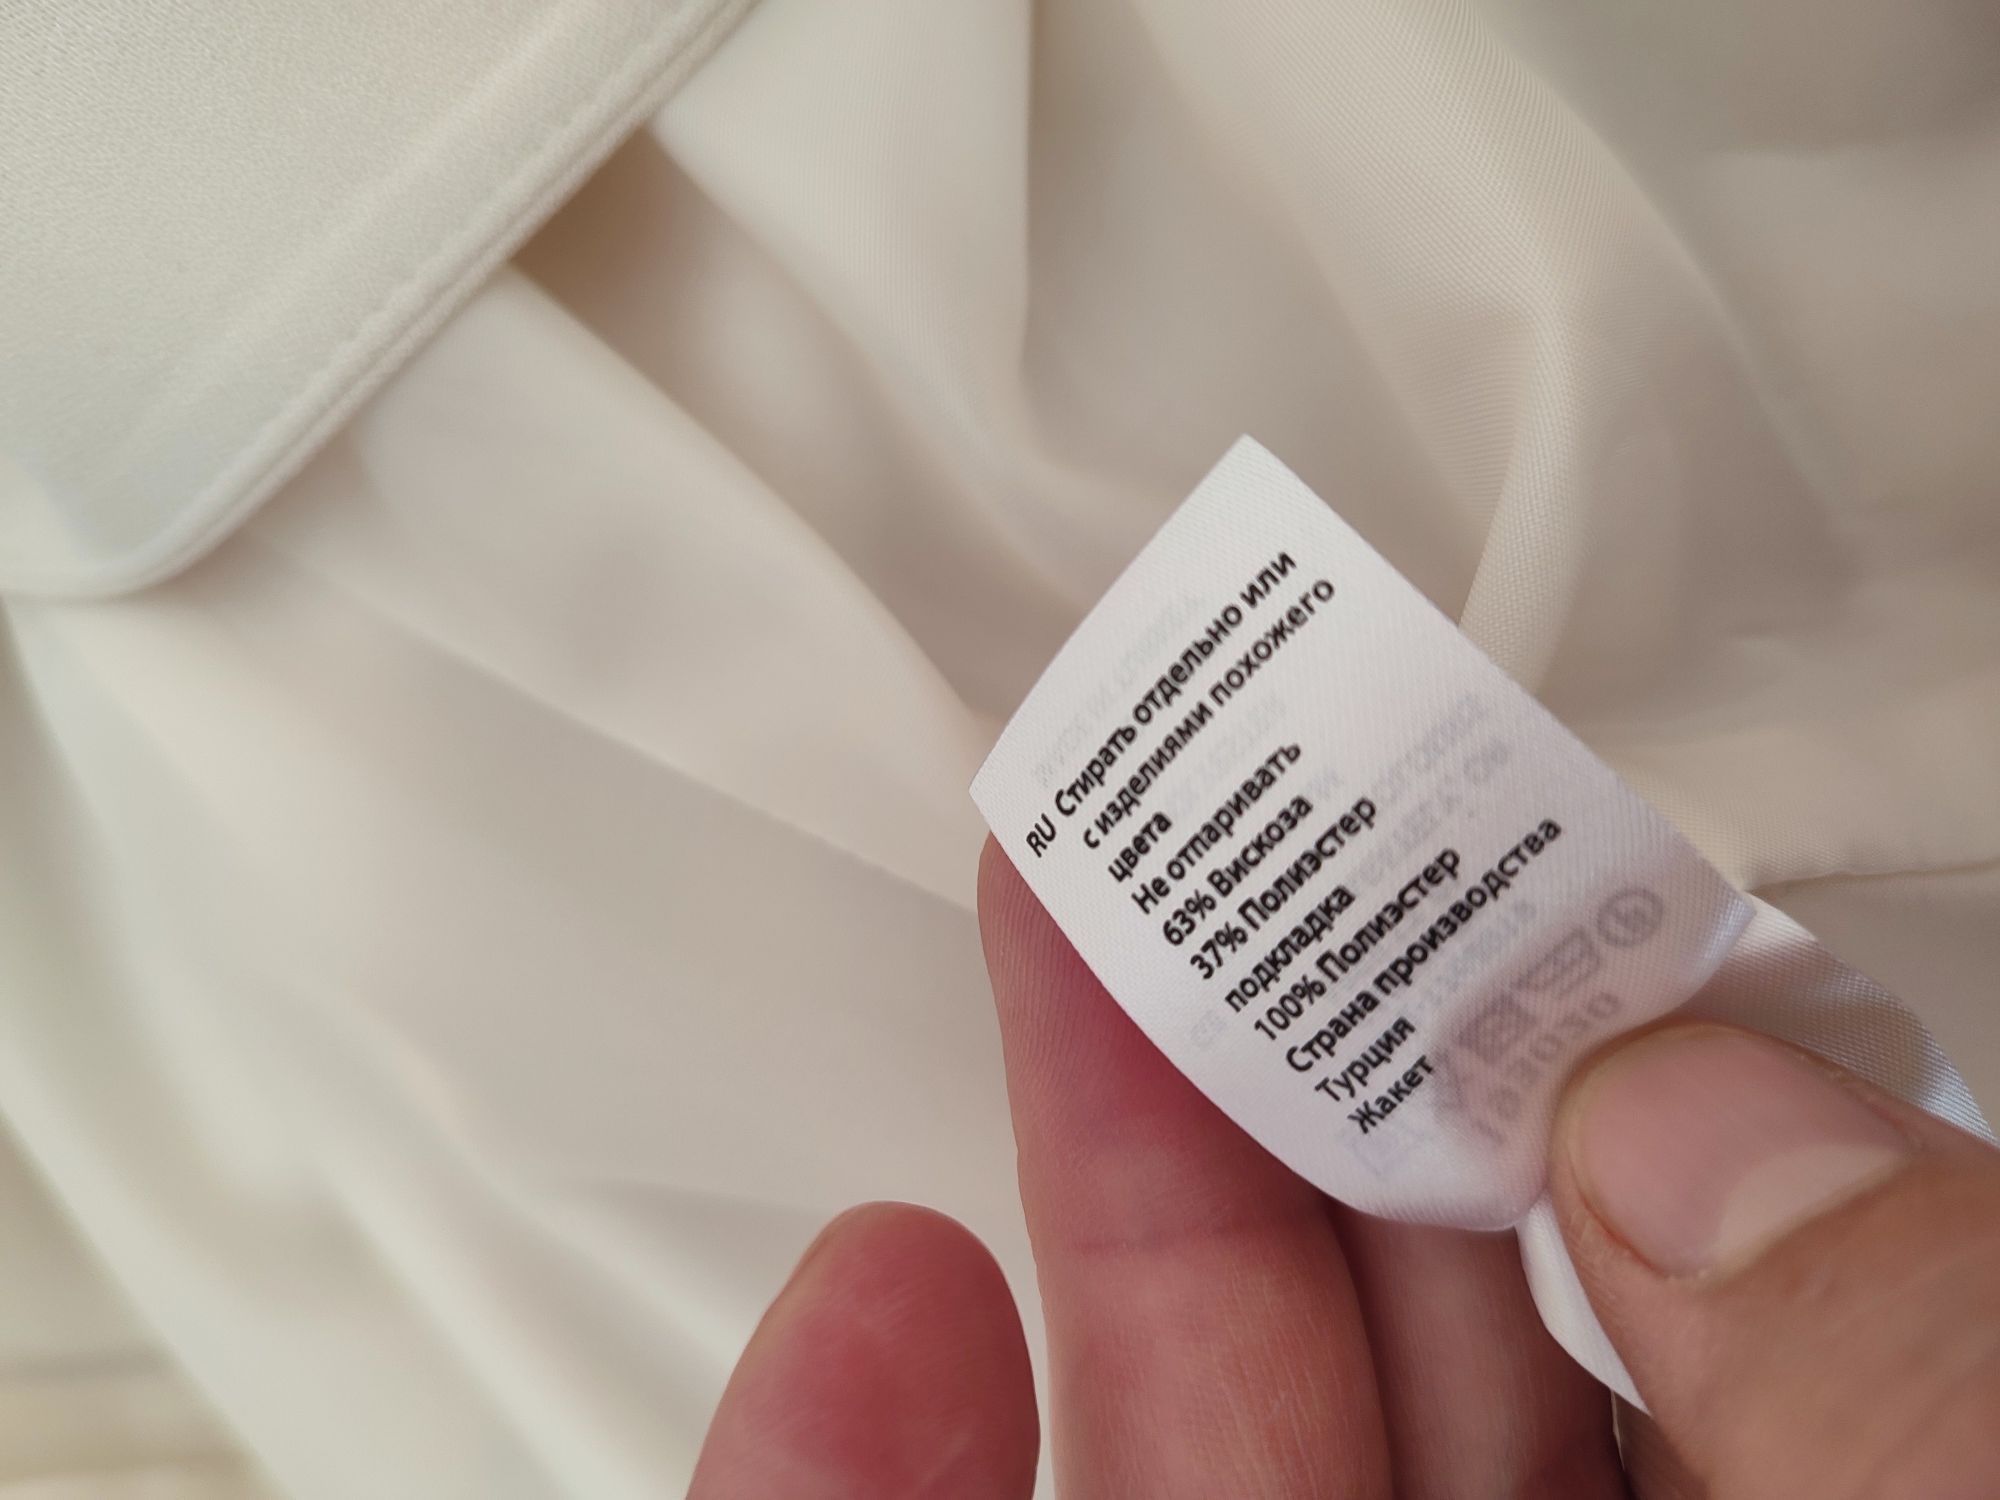 RU Стирать отдельно или
с изделиями похожего
цвета
Не отпаривать
63% Вискоза
37% Полиэстер
подкладка
100% Полиэстер
Страна производства
Турция
Жакет